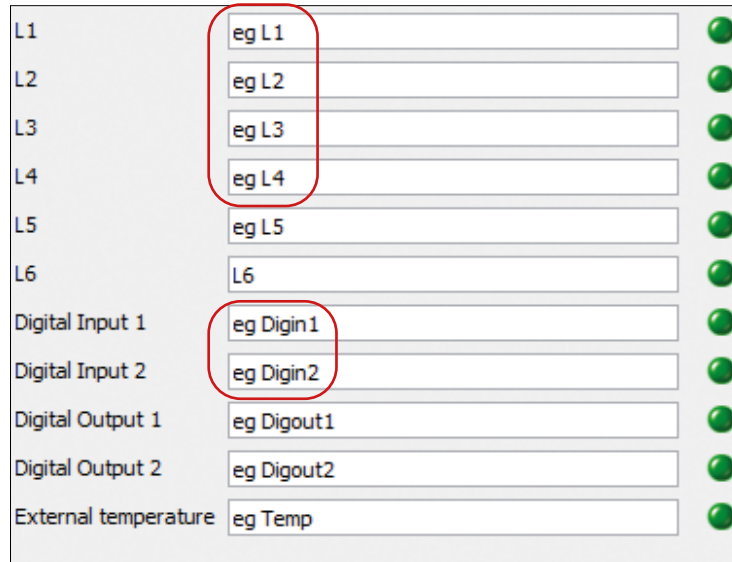 L1 eg L1
L2 eg L2
L3 eg L3
L4 eg L4
L5 eg L5
L6 L6
Digital Input 1 eg Digin1
Digital Input 2 eg Digin2
Digital Output 1 eg Digout1
Digital Output 2 eg Digout2
External temperature eg Temp